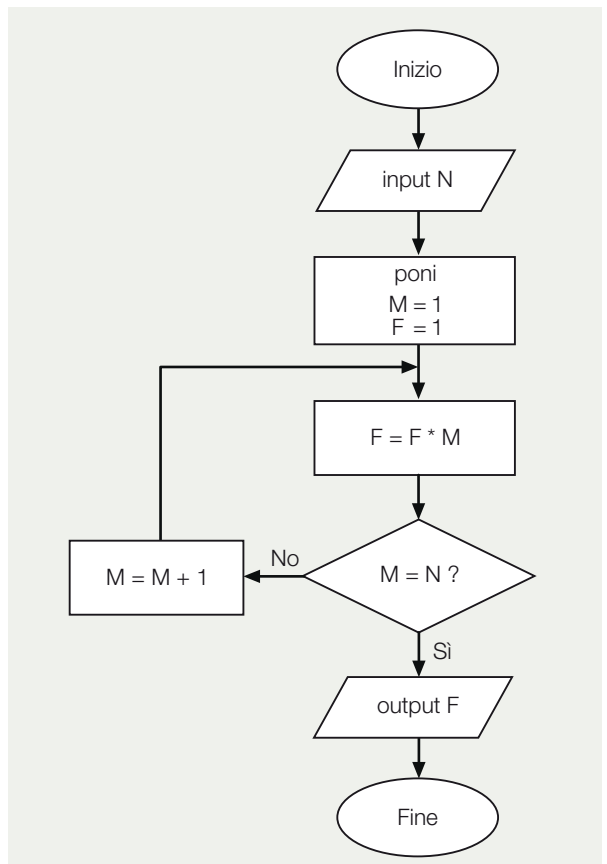 Inizio
input N
poni
M = 1
F = 1
F = F * M
M = N ?
No
M = M + 1
Sì
output F
Fine